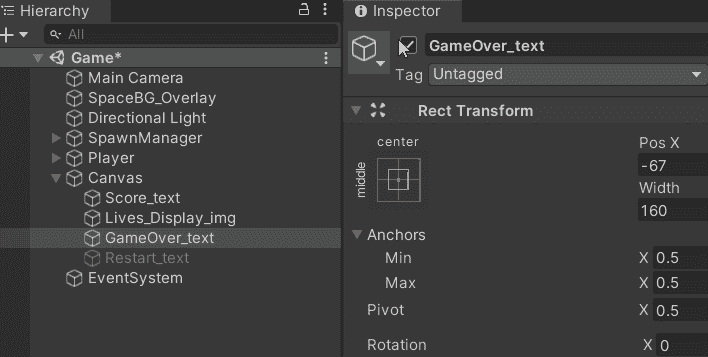 Hierarchy
All
Game*
Main Camera
SpaceBG_Overlay
Directional Light
SpawnManager
Player
Canvas
Score_text
Lives_Display_img
GameOver_text
Restart_text
EventSystem
Inspector
GameOver_text
Tag Untagged
Rect Transform
center
middle
Pos X
-67
Width
160
Anchors
Min X 0.5
Max X 0.5
Pivot X 0.5
Rotation X 0